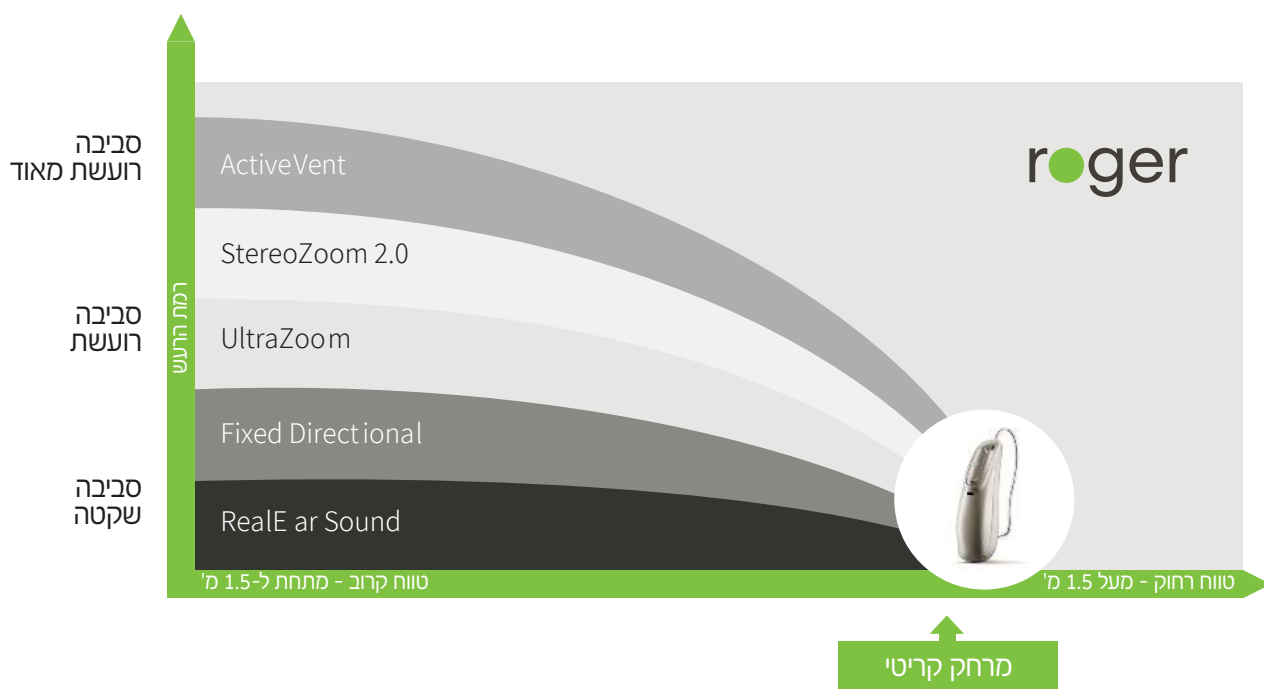 סביבה
רועשת מאוד
ActiveVent
roger
StereoZoom 2.0
רמת הרעש
סביבה
רועשת
UltraZoom
Fixed Directional
סביבה
שקטה
RealE ar Sound
טווח קרוב - מתחת ל-1.5 מ'
טווח רחוק - מעל 1.5 מ'
מרחק קריטי